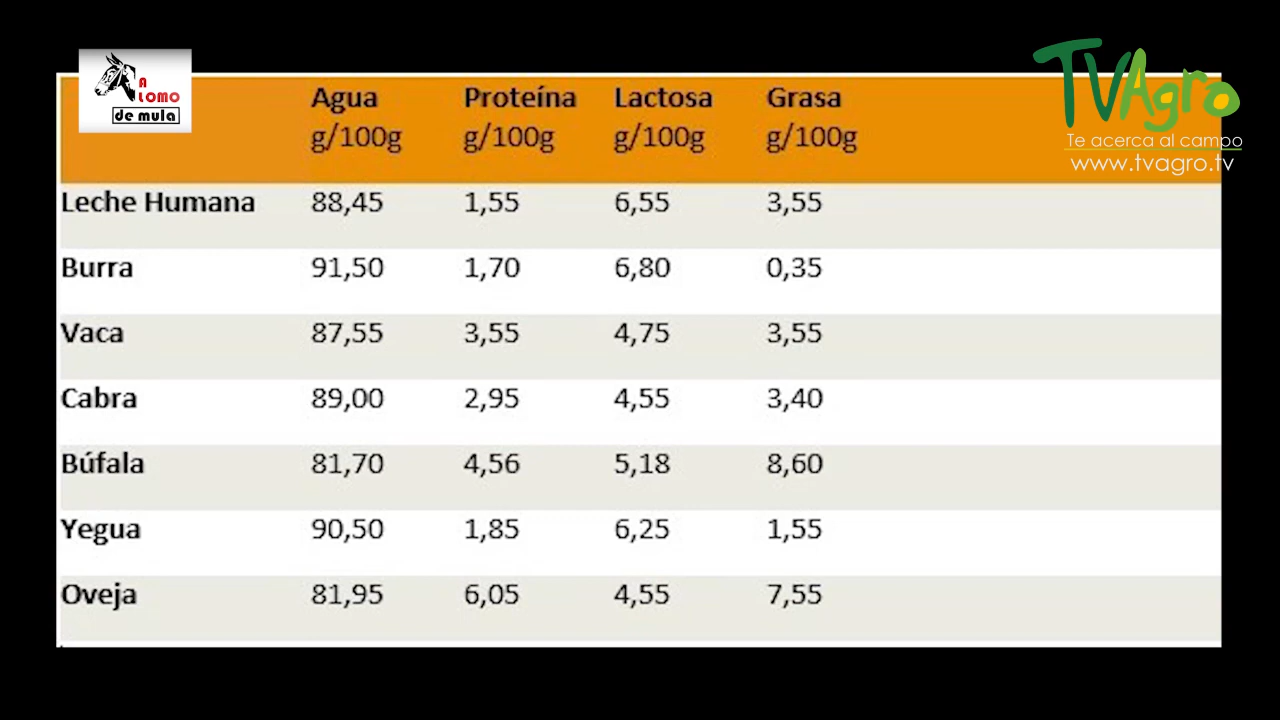 A
LOMO
de mula
TVAgro
Te acerca al campo
www.tvagro.tv
Agua Proteína Lactosa Grasa
g/100g g/100g g/100g g/100g
Leche Humana 88,45 1,55 6,55 3,55
Burra 91,50 1,70 6,80 0,35
Vaca 87,55 3,55 4,75 3,55
Cabra 89,00 2,95 4,55 3,40
Búfala 81,70 4,56 5,18 8,60
Yegua 90,50 1,85 6,25 1,55
Oveja 81,95 6,05 4,55 7,55